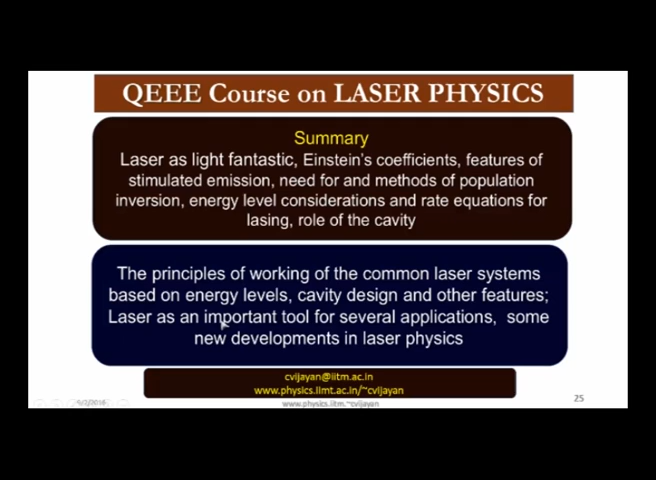 QEEE Course on LASER PHYSICS
Summary
Laser as light fantastic, Einstein's coefficients, features of
stimulated emission, need for and methods of population
inversion, energy level considerations and rate equations for
lasing, role of the cavity
The principles of working of the common laser systems
based on energy levels, cavity design and other features;
Laser as an important tool for several applications, some
new developments in laser physics
cvijayan@iitm.ac.in
www.physics.iimt.ac.in/~cvijayan
www.physics.iitm.~cvijayan
25